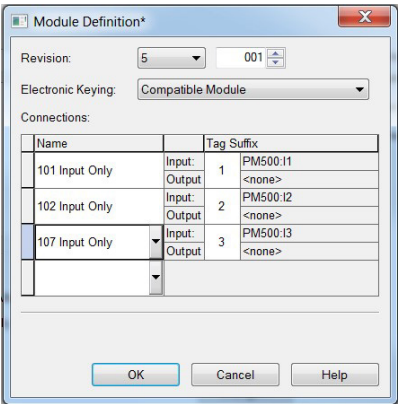 Module Definition*
X
Revision: 5 001
Electronic Keying: Compatible Module
Connections:
Name Tag Suffix
101 Input Only Input: 1 PM500:I1
Output <none>
102 Input Only Input: 2 PM500:I2
Output <none>
107 Input Only Input: 3 PM500:I3
Output <none>
OK Cancel Help